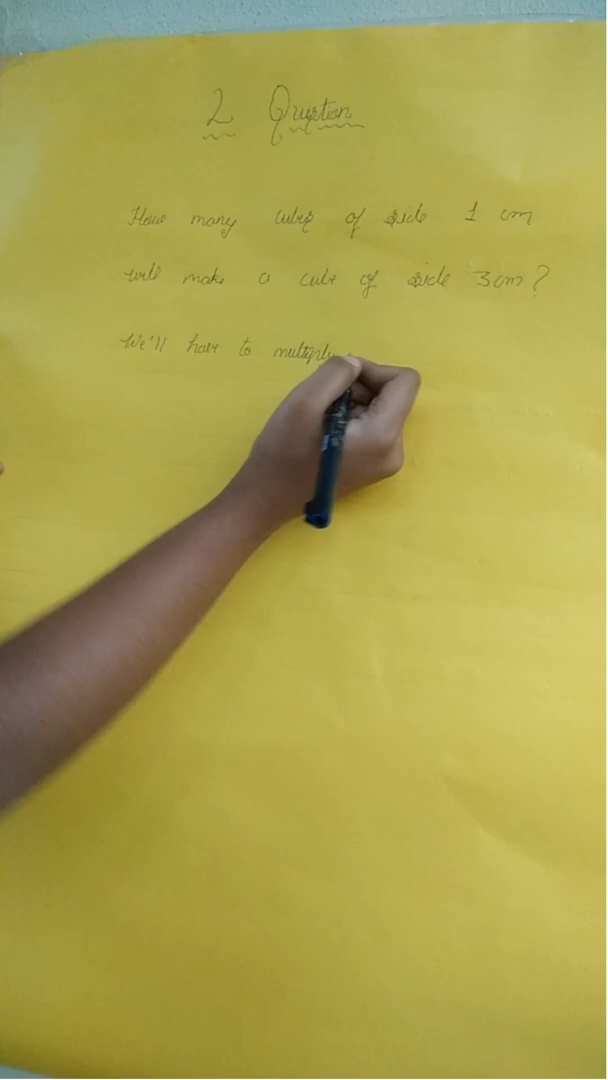 2 Question
How many cubes of side 1 cm
will make a cube of side 3cm?
We'll have to multiply